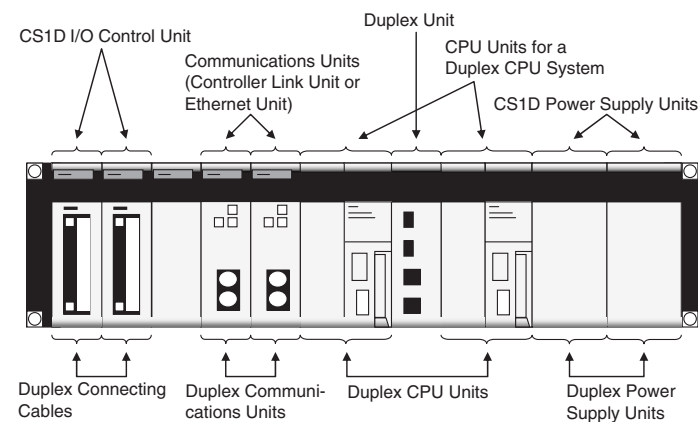 CS1D I/O Control Unit
Communications Units
(Controller Link Unit or
Ethernet Unit)
Duplex Unit
CPU Units for a
Duplex CPU System
CS1D Power Supply Units
Duplex Connecting
Cables
Duplex Communi-
cations Units
Duplex CPU Units
Duplex Power
Supply Units